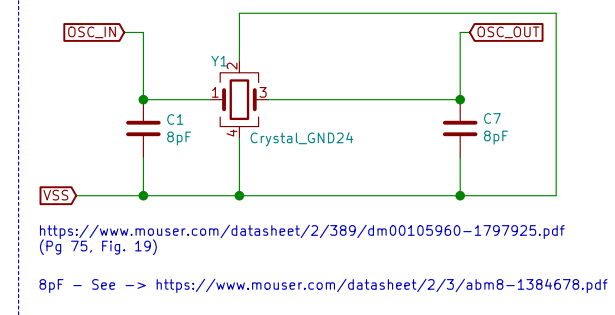 OSC_IN
OSC_OUT
Y1
2
1
3
4
C1
8pF
C7
8pF
Crystal_GND24
VSS
https://www.mouser.com/datasheet/2/389/dm00105960-1797925.pdf
(Pg 75, Fig. 19)
8pF - See -> https://www.mouser.com/datasheet/2/3/abm8-1384678.pdf